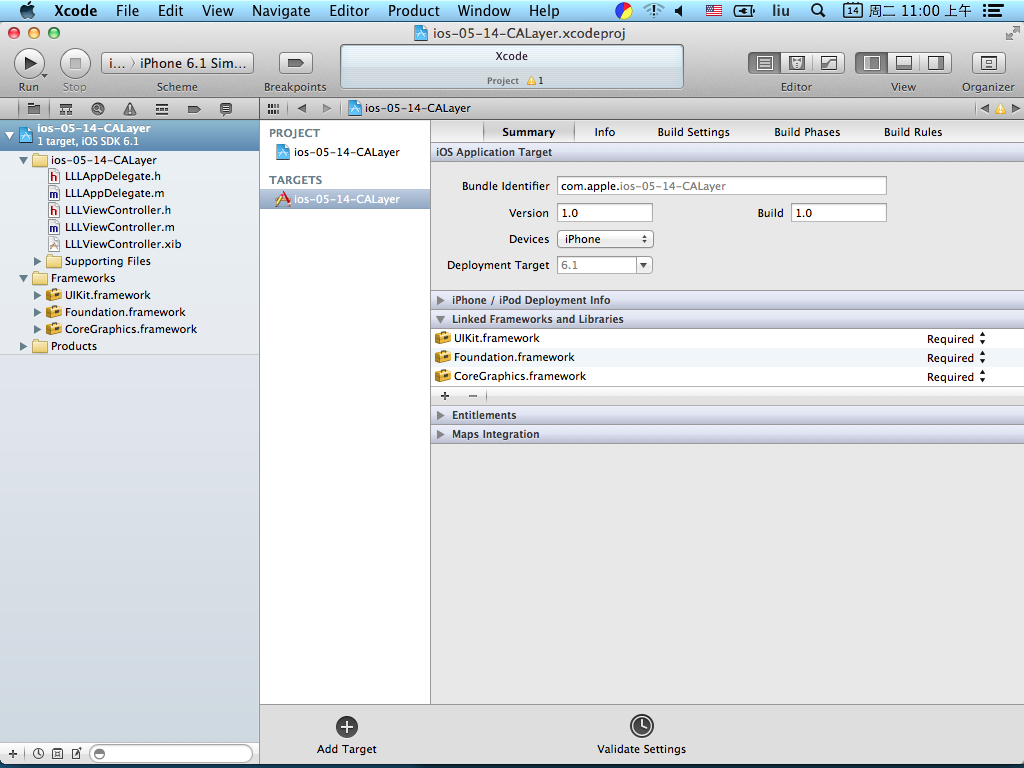 Xcode File Edit View Navigate Editor Product Window Help liu 14 周二 11:00 上午
ios-05-14-CALayer.xcodeproj
i... 〉 iPhone 6.1 Sim...
Xcode
Project 1
Run Stop Scheme Breakpoints Editor View Organizer
ios-05-14-CALayer
ios-05-14-CALayer
1 target, iOS SDK 6.1
ios-05-14-CALayer
h LLLAppDelegate.h
m LLLAppDelegate.m
h LLLViewController.h
m LLLViewController.m
LLLViewController.xib
Supporting Files
Frameworks
UIKit.framework
Foundation.framework
CoreGraphics.framework
Products
PROJECT
ios-05-14-CALayer
TARGETS
ios-05-14-CALayer
Summary Info Build Settings Build Phases Build Rules
iOS Application Target
Bundle Identifier com.apple.ios-05-14-CALayer
Version 1.0 Build 1.0
Devices iPhone
Deployment Target 6.1
iPhone / iPod Deployment Info
Linked Frameworks and Libraries
UIKit.framework Required
Foundation.framework Required
CoreGraphics.framework Required
Entitlements
Maps Integration
Add Target Validate Settings